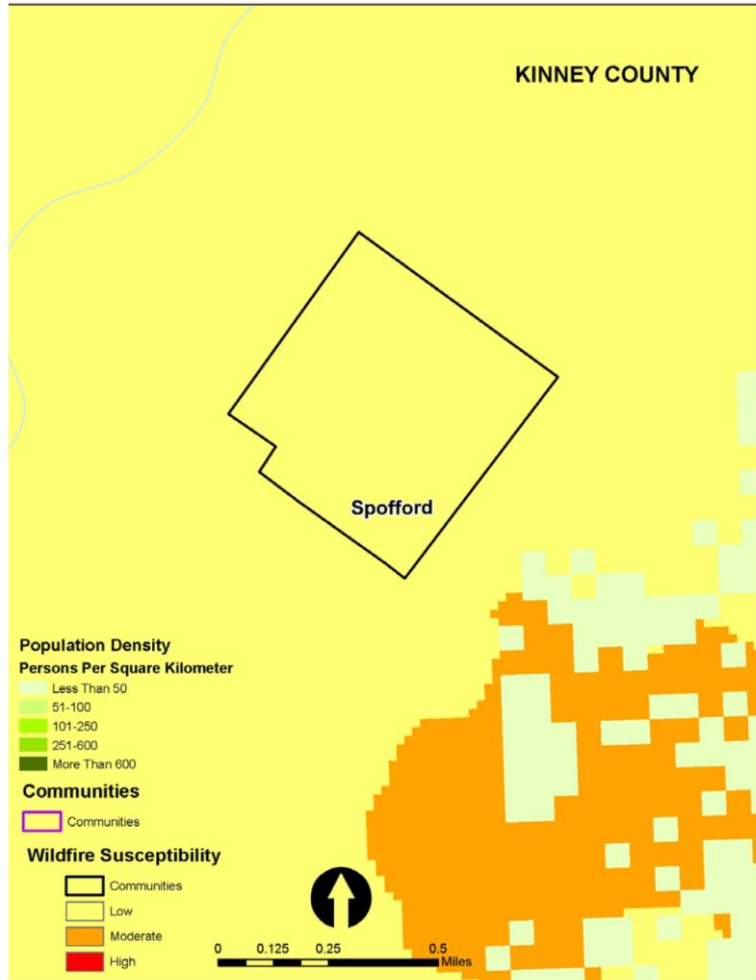 KINNEY COUNTY
Spofford
Population Density
Persons Per Square Kilometer
Less Than 50
51-100
101-250
251-600
More Than 600
Communities
Communities
Wildfire Susceptibility
Communities
Low
Moderate
High
0 0.125 0.25 0.5
Miles